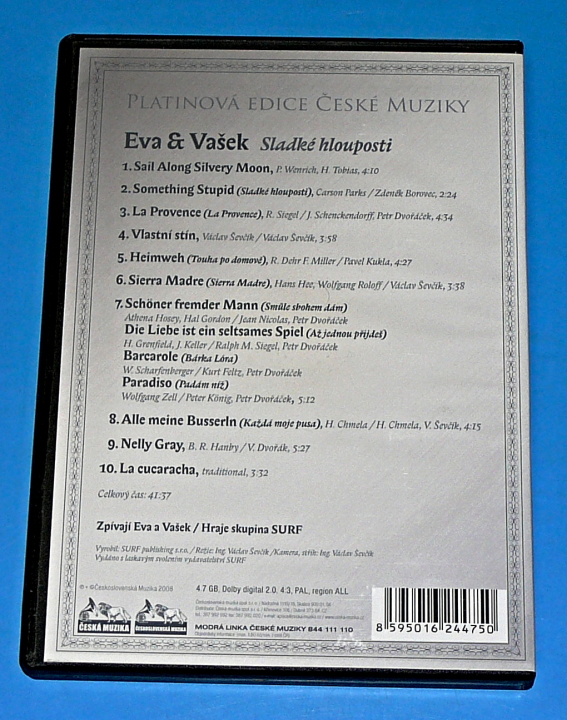 PLATINOVÁ EDICE ČESKÉ MUZIKY
Eva & Vašek Sladké hlouposti
1. Sail Along Silvery Moon, P. Wenrich, H. Tobias, 4:10
2. Something Stupid (Sladké hlouposti), Carson Parks / Zdeněk Borovec, 2:24
3. La Provence (La Provence), R. Siegel / J. Schenckendorff, Petr Dvořáček, 4:34
4. Vlastní stín, Václav Ševčík / Václav Ševčík, 3:58
5. Heimweh (Touha po domově), R. Dehr F. Miller / Pavel Kukla, 4:27
6. Sierra Madre (Sierra Madre), Hans Hee, Wolfgang Roloff / Václav Ševčík, 3:38
7. Schöner fremder Mann (Smůle sbohem dám)
Athena Hosey, Hal Gordon / Jean Nicolas, Petr Dvořáček
Die Liebe ist ein seltsames Spiel (Až jednou přijdeš)
H. Grenfield, J. Keller / Ralph M. Siegel, Petr Dvořáček
Barcarole (Bárka Lóra)
W. Scharfenberger / Kurt Feltz, Petr Dvořáček
Paradiso (Padám níž)
Wolfgang Zell / Peter König, Petr Dvořáček, 5:12
8. Alle meine Busserln (Každá moje pusa), H. Chmela / H. Chmela, V. Ševčík, 4:15
9. Nelly Gray, B. R. Hanby / V. Dvořák, 5:27
10. La cucaracha, traditional, 3:32
Celkový čas: 41:37
Zpívají Eva a Vašek / Hraje skupina SURF
Vyrobil: SURF publishing s.r.o. / Režie: Ing. Václav Ševčík / Kamera, střih: Ing. Václav Ševčík
Vydáno s laskavým svolením vydavatelství SURF
℗ + © Československá Muzika 2008
4.7 GB, Dolby digital 2.0, 4:3, PAL, region ALL
ČESKÁ MUZIKA
ČESKOSLOVENSKÁ MUZIKA
MODRÁ LINKA ČESKÉ MUZIKY 844 111 110
8 595016 244750